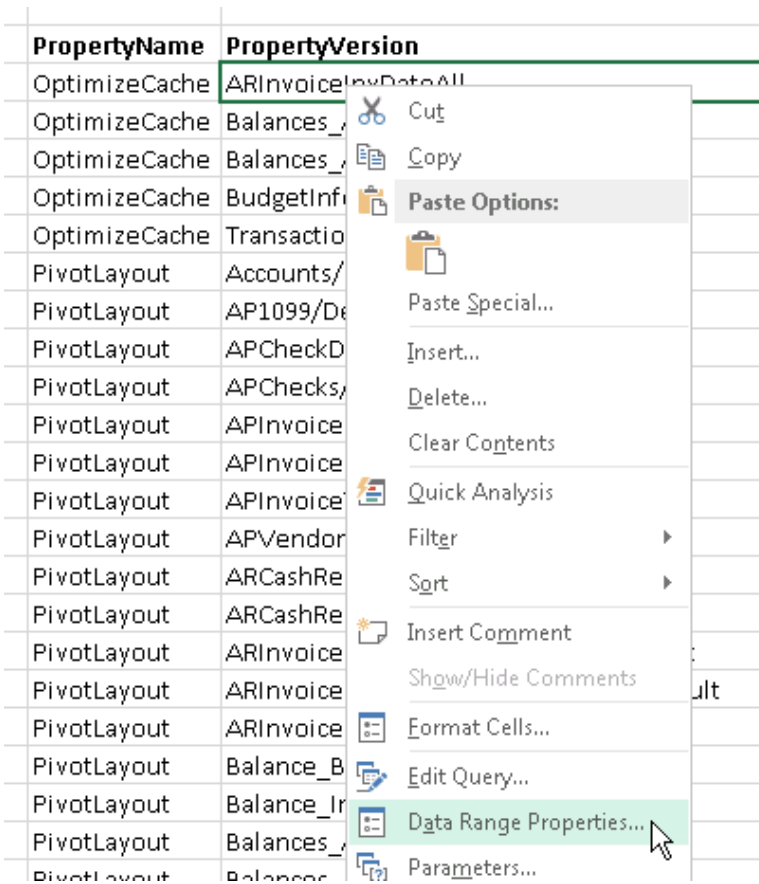 PropertyName PropertyVersion
OptimizeCache
Cut
OptimizeCache Balances_
Copy
OptimizeCache Balances_
Paste Options:
OptimizeCache
OptimizeCache Transactio
PivotLayout Accounts/
Paste Special...
PivotLayout AP1099/De
PivotLayout APCheckD
Insert...
PivotLayout APChecks/
Delete...
PivotLayout APInvoice
Clear Contents
PivotLayout APInvoice
PivotLayout
Quick Analysis
PivotLayout APVendor
Filter
PivotLayout ARCashRe
Sort
PivotLayout ARCashRe
Insert Comment
PivotLayout ARInvoice
Show/Hide Comments
PivotLayout ARInvoice ult
PivotLayout ARInvoice
Format Cells...
PivotLayout Balance_B
Edit Query...
PivotLayout Balance_Ir
Data Range Properties...
PivotLayout Balances_
Parameters...